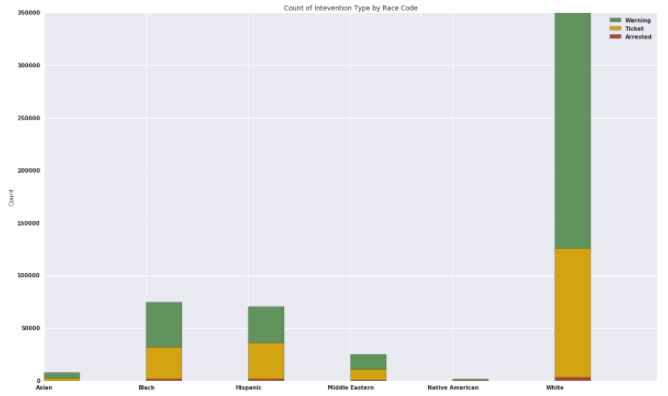 Count of Intevention Type by Race Code
350000
300000
250000
200000
150000
100000
50000
0
Count
Warning
Ticket
Arrested
Asian
Black
Hispanic
Middle Eastern
Native American
White